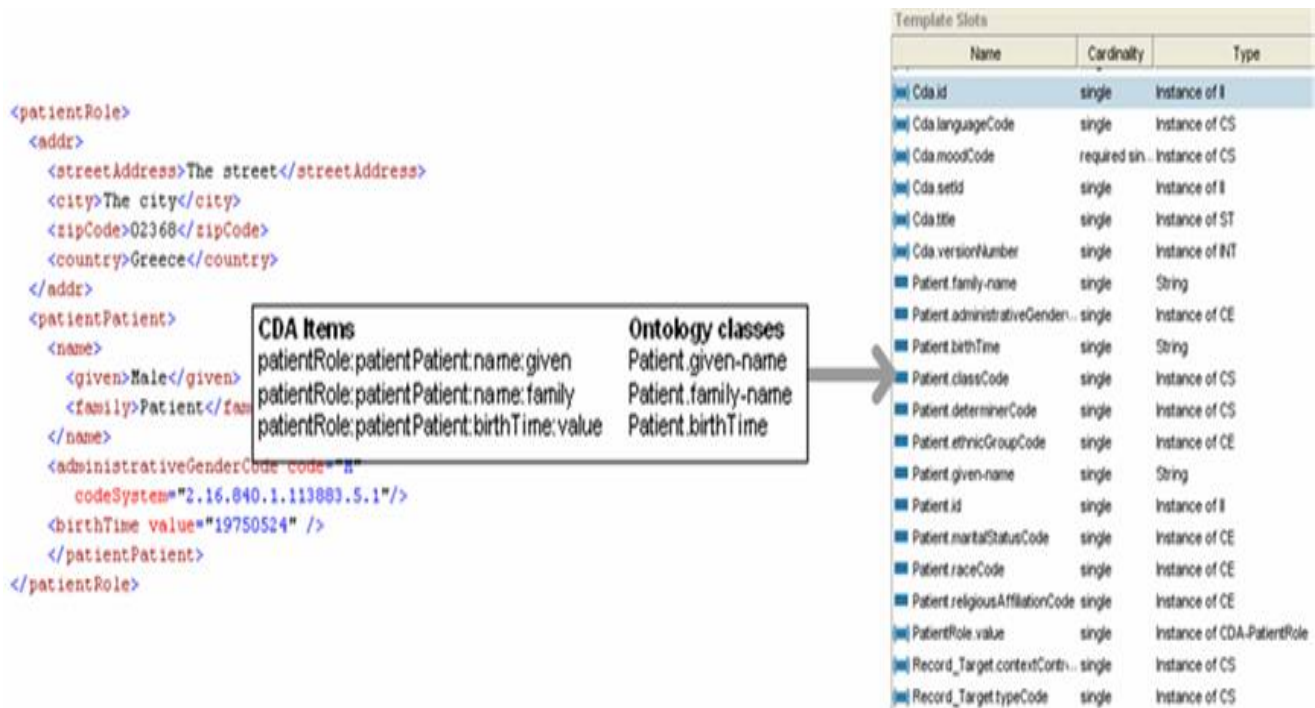 <patientRole>
<addr>
<streetAddress>The street</streetAddress>
<city>The city</city>
<zipCode>02368</zipCode>
<country>Greece</country>
</addr>
<patientPatient>
<name>
<given>Male</given>
<family>Patient</fam
</name>
<administrativeGenderCode code="M"
codeSystem="2.16.840.1.113883.5.1"/>
<birthTime value="19750524" />
</patientPatient>
</patientRole>
CDA Items Ontology classes
patientRole:patientPatient:name:given Patient.given-name
patientRole:patientPatient:name:family Patient.family-name
patientRole:patientPatient:birthTime:value Patient.birthTime
Template Slots
Name Cardinality Type
Cda.id single Instance of II
Cda.languageCode single Instance of CS
Cda.moodCode required sin... Instance of CS
Cda.setId single Instance of II
Cda.title single Instance of ST
Cda.versionNumber single Instance of INT
Patient.family-name single String
Patient.administrativeGender... single Instance of CE
Patient.birthTime single String
Patient.classCode single Instance of CS
Patient.determinerCode single Instance of CS
Patient.ethnicGroupCode single Instance of CE
Patient.given-name single String
Patient.id single Instance of II
Patient.maritalStatusCode single Instance of CE
Patient.raceCode single Instance of CE
Patient.religiousAffiliationCode single Instance of CE
PatientRole.value single Instance of CDA-PatientRole
Record_Target.contextContr... single Instance of CS
Record_Target.typeCode single Instance of CS